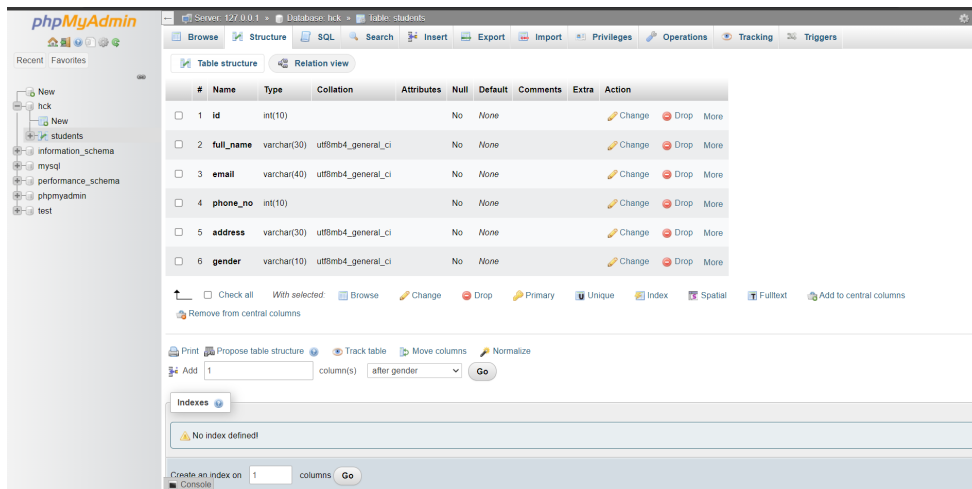 phpMyAdmin
Recent Favorites
New
hck
New
students
information_schema
mysql
performance_schema
phpmyadmin
test
Server: 127.0.0.1 » Database: hck » Table: students
Browse Structure SQL Search Insert Export Import Privileges Operations Tracking Triggers
Table structure Relation view
# Name Type Collation Attributes Null Default Comments Extra Action
1 id int(10) No None Change Drop More
2 full_name varchar(30) utf8mb4_general_ci No None Change Drop More
3 email varchar(40) utf8mb4_general_ci No None Change Drop More
4 phone_no int(10) No None Change Drop More
5 address varchar(30) utf8mb4_general_ci No None Change Drop More
6 gender varchar(10) utf8mb4_general_ci No None Change Drop More
Check all With selected: Browse Change Drop Primary Unique Index Spatial Fulltext Add to central columns
Remove from central columns
Print Propose table structure Track table Move columns Normalize
Add 1 column(s) after gender Go
Indexes
No index defined!
Create an index on 1 columns Go
Console